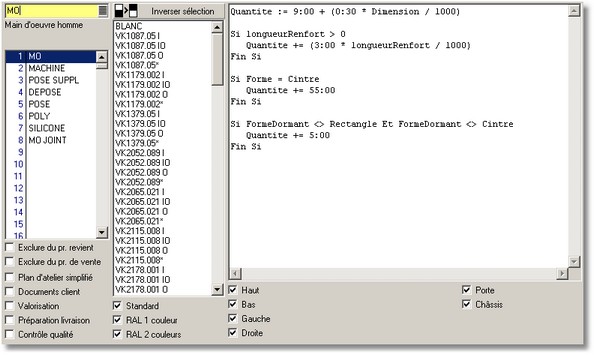 MO
Inverser sélection
Main d'oeuvre homme
1 MO
2 MACHINE
3 POSE SUPPL
4 DEPOSE
5 POSE
6 POLY
7 SILICONE
8 MO JOINT
9
10
11
12
13
14
15
16
BLANC
VK1087.05 I
VK1087.05 IO
VK1087.05 O
VK1087.05*
VK1179.002 I
VK1179.002 IO
VK1179.002 O
VK1179.002*
VK1379.05 I
VK1379.05 IO
VK1379.05 O
VK1379.05*
VK2052.089 I
VK2052.089 IO
VK2052.089 O
VK2052.089*
VK2065.021 I
VK2065.021 IO
VK2065.021 O
VK2065.021*
VK2115.008 I
VK2115.008 IO
VK2115.008 O
VK2115.008*
VK2178.001 I
VK2178.001 IO
VK2178.001 O
Quantite := 9:00 + (0:30 * Dimension / 1000)
Si longueurRenfort > 0
Quantite += (3:00 * longueurRenfort / 1000)
Fin Si
Si Forme = Cintre
Quantite += 55:00
Fin Si
Si FormeDormant <> Rectangle Et FormeDormant <> Cintre
Quantite += 5:00
Fin Si
Exclure du pr. revient
Exclure du pr. de vente
Plan d'atelier simplifié
Documents client
Valorisation
Préparation livraison
Contrôle qualité
Standard
RAL 1 couleur
RAL 2 couleurs
Haut
Bas
Gauche
Droite
Porte
Châssis